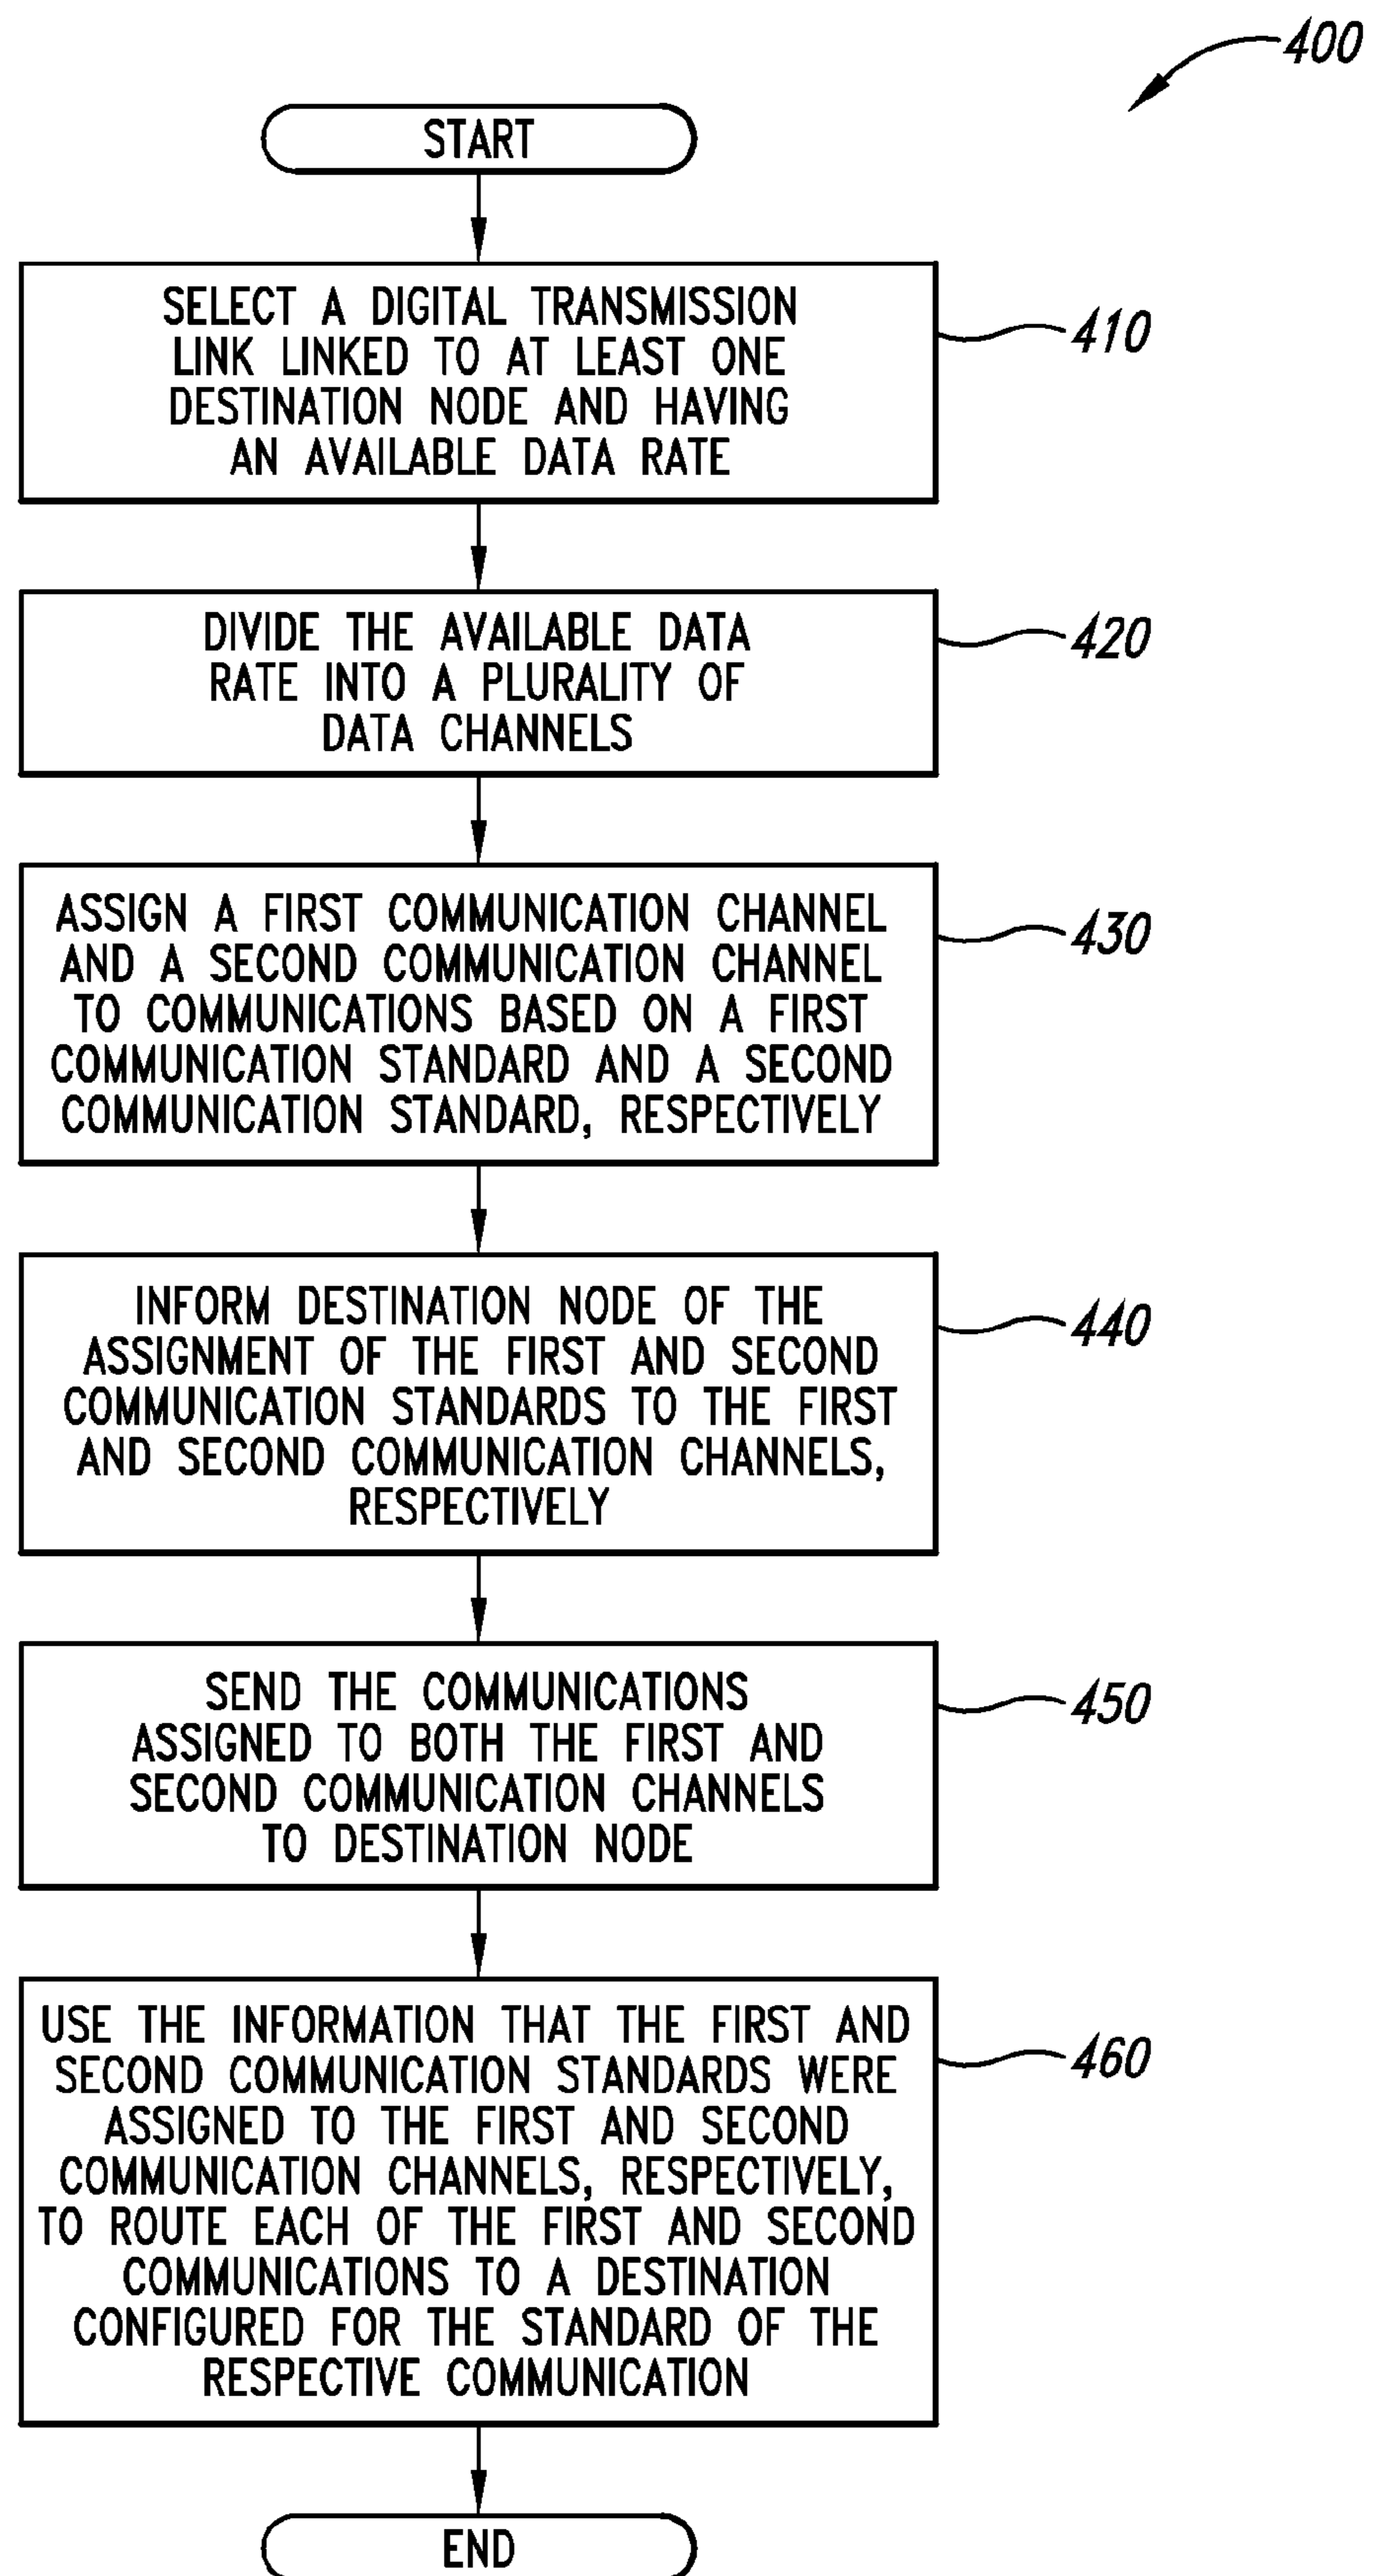 400
START
SELECT A DIGITAL TRANSMISSION
LINK LINKED TO AT LEAST ONE
DESTINATION NODE AND HAVING
AN AVAILABLE DATA RATE
410
DIVIDE THE AVAILABLE DATA
RATE INTO A PLURALITY OF
DATA CHANNELS
420
ASSIGN A FIRST COMMUNICATION CHANNEL
AND A SECOND COMMUNICATION CHANNEL
TO COMMUNICATIONS BASED ON A FIRST
COMMUNICATION STANDARD AND A SECOND
COMMUNICATION STANDARD, RESPECTIVELY
430
INFORM DESTINATION NODE OF THE
ASSIGNMENT OF THE FIRST AND SECOND
COMMUNICATION STANDARDS TO THE FIRST
AND SECOND COMMUNICATION CHANNELS,
RESPECTIVELY
440
SEND THE COMMUNICATIONS
ASSIGNED TO BOTH THE FIRST AND
SECOND COMMUNICATION CHANNELS
TO DESTINATION NODE
450
USE THE INFORMATION THAT THE FIRST AND
SECOND COMMUNICATION STANDARDS WERE
ASSIGNED TO THE FIRST AND SECOND
COMMUNICATION CHANNELS, RESPECTIVELY,
TO ROUTE EACH OF THE FIRST AND SECOND
COMMUNICATIONS TO A DESTINATION
CONFIGURED FOR THE STANDARD OF THE
RESPECTIVE COMMUNICATION
460
END